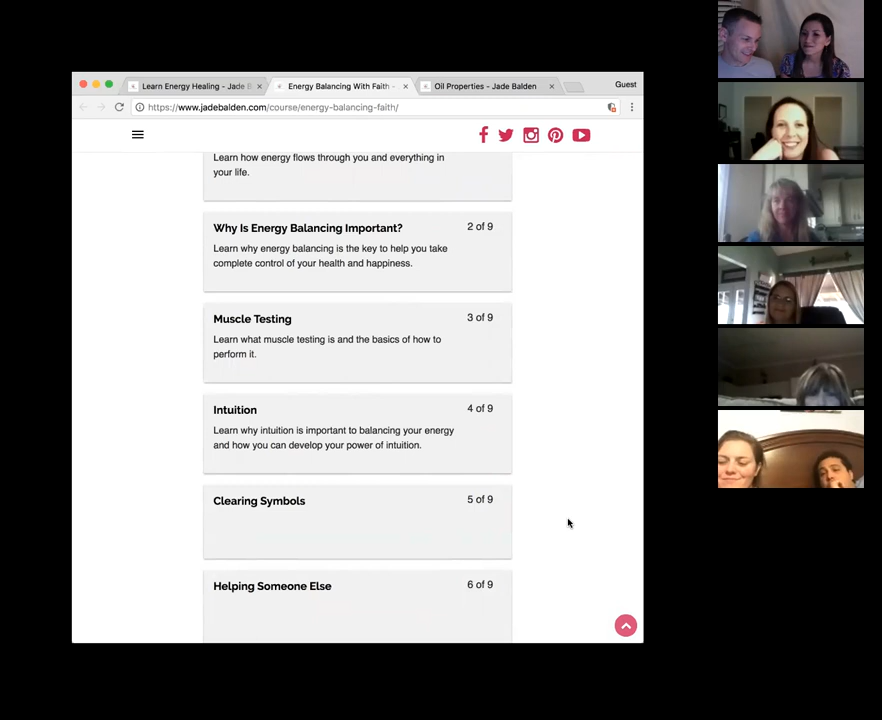 Learn Energy Healing - Jade B
Energy Balancing With Faith -
Oil Properties - Jade Balden
Guest
https://www.jadebalden.com/course/energy-balancing-faith/
Learn how energy flows through you and everything in
your life.
Why Is Energy Balancing Important?
2 of 9
Learn why energy balancing is the key to help you take
complete control of your health and happiness.
Muscle Testing
3 of 9
Learn what muscle testing is and the basics of how to
perform it.
Intuition
4 of 9
Learn why intuition is important to balancing your energy
and how you can develop your power of intuition.
Clearing Symbols
5 of 9
Helping Someone Else
6 of 9